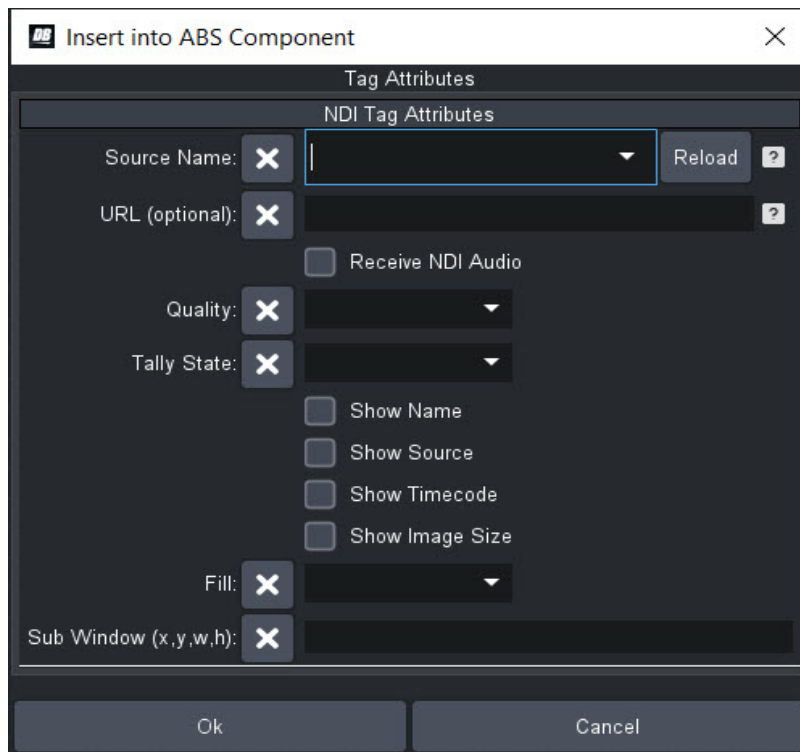 DB Insert into ABS Component
Tag Attributes
NDI Tag Attributes
Source Name: Reload ?
URL (optional): ?
Receive NDI Audio
Quality:
Tally State:
Show Name
Show Source
Show Timecode
Show Image Size
Fill:
Sub Window (x,y,w,h):
Ok Cancel